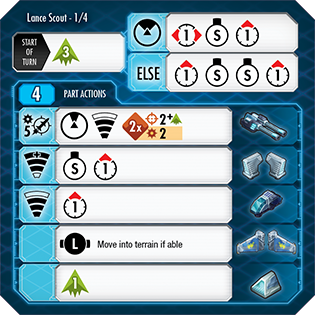 Lance Scout - 1/4
START OF TURN
3
1 S 1
ELSE
1 S S 1
4 PART ACTIONS
5
2x 2+
2
S 1
1
L Move into terrain if able
1